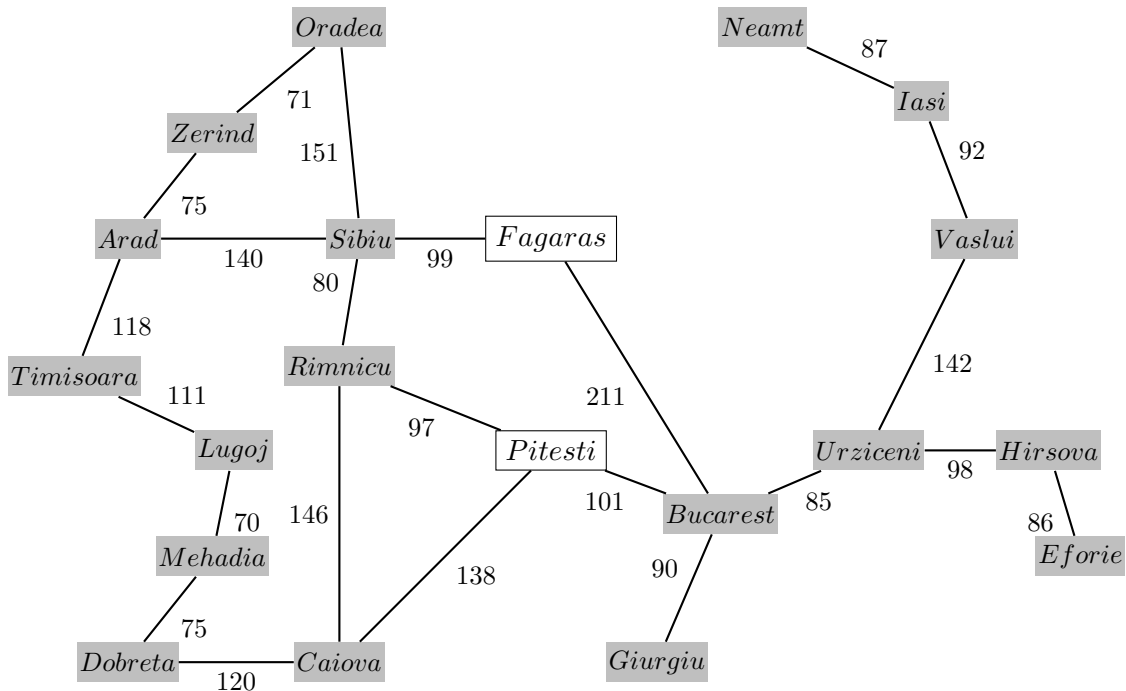 Oradea
Neamt
87
71
Iasi
Zerind
151
92
75
Arad
Sibiu
Fagaras
Vaslui
140
99
80
118
Rimnicu
142
Timisoara
111
211
97
Lugoj
Pitesti
Urziceni
Hirsova
98
101
85
146
Bucarest
70
86
Mehadia
Eforie
138
90
75
Dobreta
Caiova
Giurgiu
120